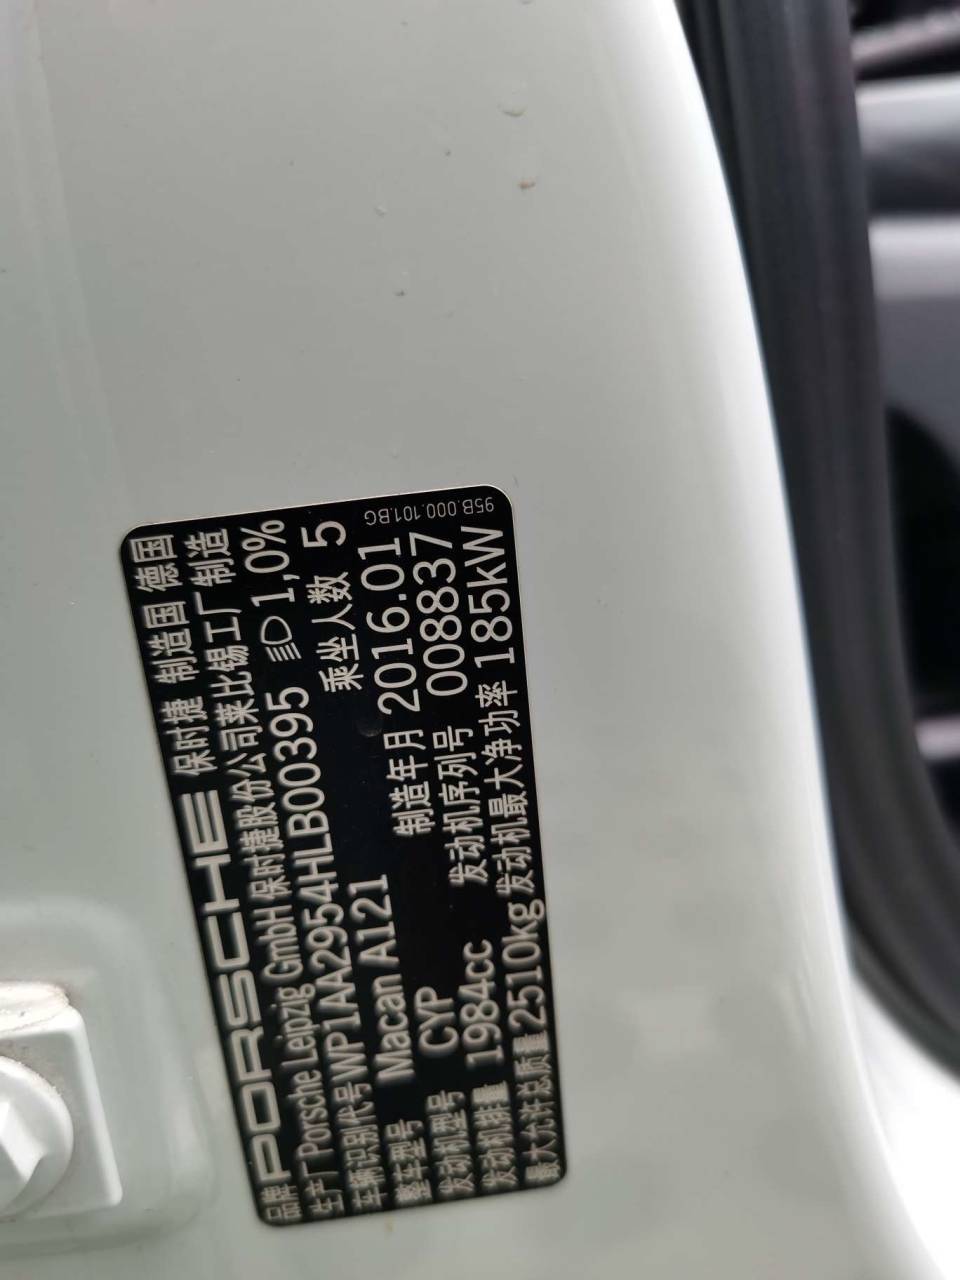 品牌 PORSCHE 保时捷 制造国 德国
生产厂 Porsche Leipzig GmbH 保时捷股份公司莱比锡工厂制造
车辆识别代号 WP1AA2954HLB00395 1,0%
整车型号 Macan A121 乘坐人数 5
发动机型号 CYP 制造年月 2016.01
发动机排量 1984cc 发动机序列号 008837
最大允许总质量 2510kg 发动机最大净功率 185kW
95B.000.101.BG